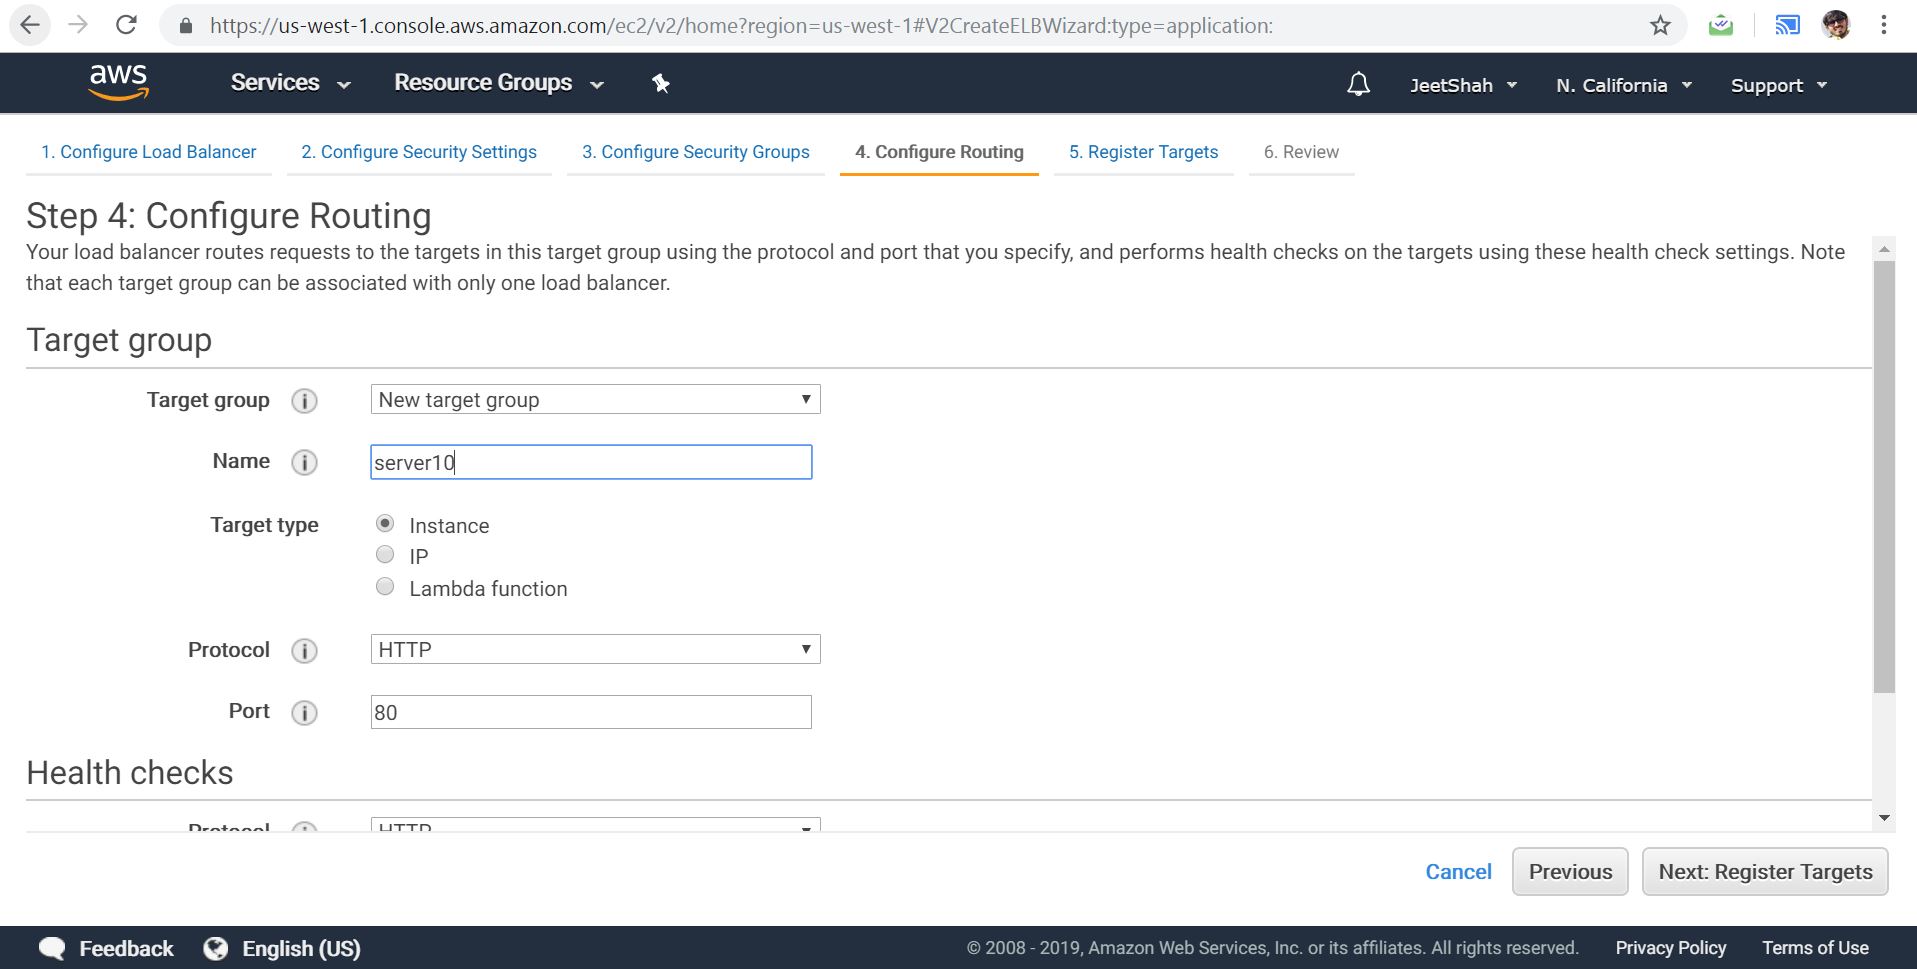 https://us-west-1.console.aws.amazon.com/ec2/v2/home?region=us-west-1#V2CreateELBWizard:type=application:
aws Services Resource Groups JeetShah N. California Support
1. Configure Load Balancer 2. Configure Security Settings 3. Configure Security Groups 4. Configure Routing 5. Register Targets 6. Review
Step 4: Configure Routing
Your load balancer routes requests to the targets in this target group using the protocol and port that you specify, and performs health checks on the targets using these health check settings. Note
that each target group can be associated with only one load balancer.
Target group
Target group i New target group
Name i server10
Target type Instance
IP
Lambda function
Protocol i HTTP
Port i 80
Health checks
Protocol i HTTP
Cancel Previous Next: Register Targets
Feedback English (US) © 2008 - 2019, Amazon Web Services, Inc. or its affiliates. All rights reserved. Privacy Policy Terms of Use